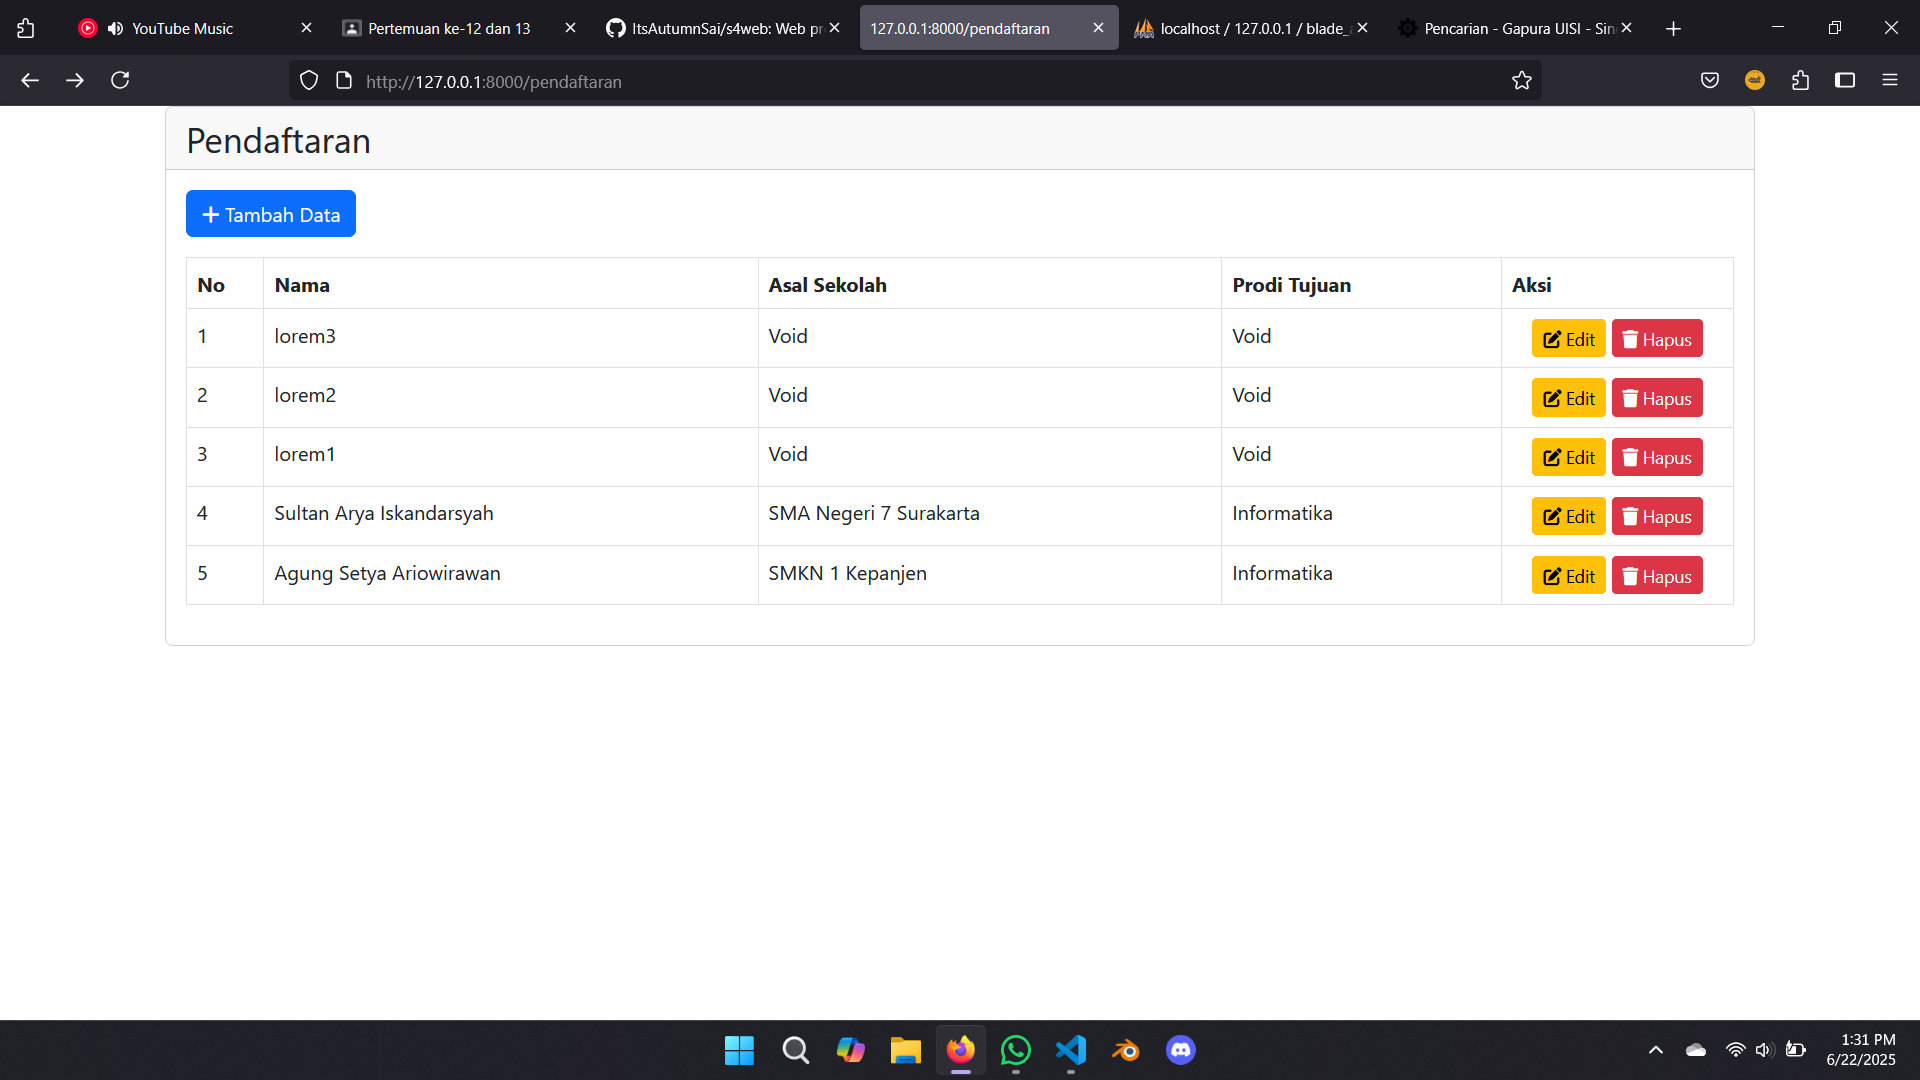 YouTube Music
Pertemuan ke-12 dan 13
ItsAutumnSai/s4web: Web pr
127.0.0.1:8000/pendaftaran
localhost / 127.0.0.1 / blade_
Pencarian - Gapura UISI - Sin
http://127.0.0.1:8000/pendaftaran
Pendaftaran
Tambah Data
No Nama Asal Sekolah Prodi Tujuan Aksi
1 lorem3 Void Void Edit Hapus
2 lorem2 Void Void Edit Hapus
3 lorem1 Void Void Edit Hapus
4 Sultan Arya Iskandarsyah SMA Negeri 7 Surakarta Informatika Edit Hapus
5 Agung Setya Ariowirawan SMKN 1 Kepanjen Informatika Edit Hapus
1:31 PM
6/22/2025